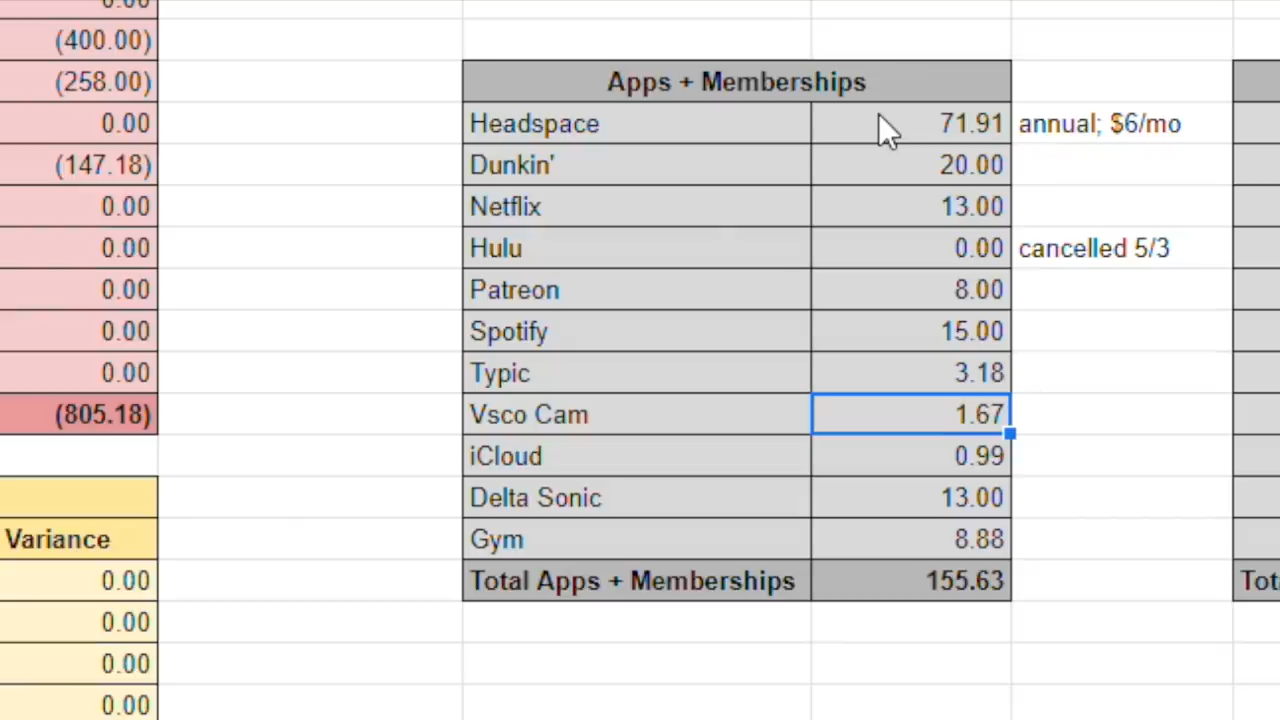 0.00
(400.00)
(258.00)
0.00
(147.18)
0.00
0.00
0.00
0.00
0.00
(805.18)
Variance
0.00
0.00
0.00
0.00
Apps + Memberships
Headspace 71.91 annual; $6/mo
Dunkin' 20.00
Netflix 13.00
Hulu 0.00 cancelled 5/3
Patreon 8.00
Spotify 15.00
Typic 3.18
Vsco Cam 1.67
iCloud 0.99
Delta Sonic 13.00
Gym 8.88
Total Apps + Memberships 155.63